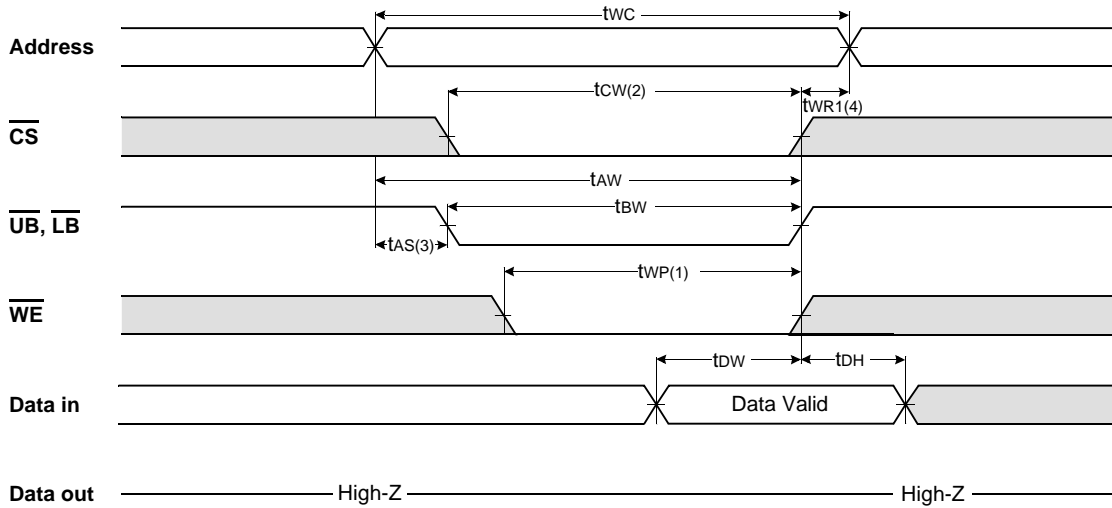 tWC
Address
tCW(2)
tWR1(4)
CS
tAW
UB, LB
tBW
tAS(3)
tWP(1)
WE
tDW
tDH
Data in
Data Valid
Data out
High-Z
High-Z